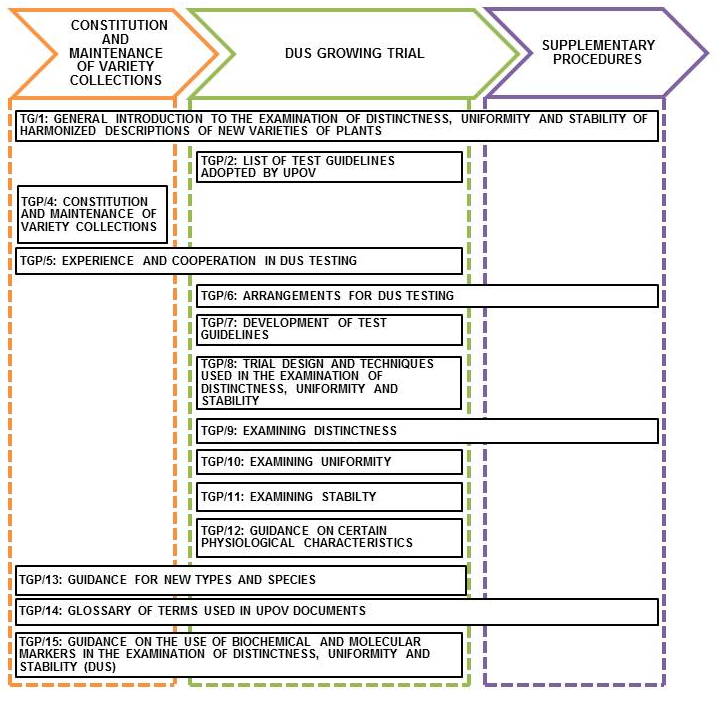 CONSTITUTION
AND
MAINTENANCE
OF VARIETY
COLLECTIONS
DUS GROWING TRIAL
SUPPLEMENTARY
PROCEDURES
TG/1: GENERAL INTRODUCTION TO THE EXAMINATION OF DISTINCTNESS, UNIFORMITY AND STABILITY OF
HARMONIZED DESCRIPTIONS OF NEW VARIETIES OF PLANTS
TGP/2: LIST OF TEST GUIDELINES
ADOPTED BY UPOV
TGP/4: CONSTITUTION
AND MAINTENANCE OF
VARIETY COLLECTIONS
TGP/5: EXPERIENCE AND COOPERATION IN DUS TESTING
TGP/6: ARRANGEMENTS FOR DUS TESTING
TGP/7: DEVELOPMENT OF TEST
GUIDELINES
TGP/8: TRIAL DESIGN AND TECHNIQUES
USED IN THE EXAMINATION OF
DISTINCTNESS, UNIFORMITY AND
STABILITY
TGP/9: EXAMINING DISTINCTNESS
TGP/10: EXAMINING UNIFORMITY
TGP/11: EXAMINING STABILTY
TGP/12: GUIDANCE ON CERTAIN
PHYSIOLOGICAL CHARACTERISTICS
TGP/13: GUIDANCE FOR NEW TYPES AND SPECIES
TGP/14: GLOSSARY OF TERMS USED IN UPOV DOCUMENTS
TGP/15: GUIDANCE ON THE USE OF BIOCHEMICAL AND MOLECULAR
MARKERS IN THE EXAMINATION OF DISTINCTNESS, UNIFORMITY AND
STABILITY (DUS)